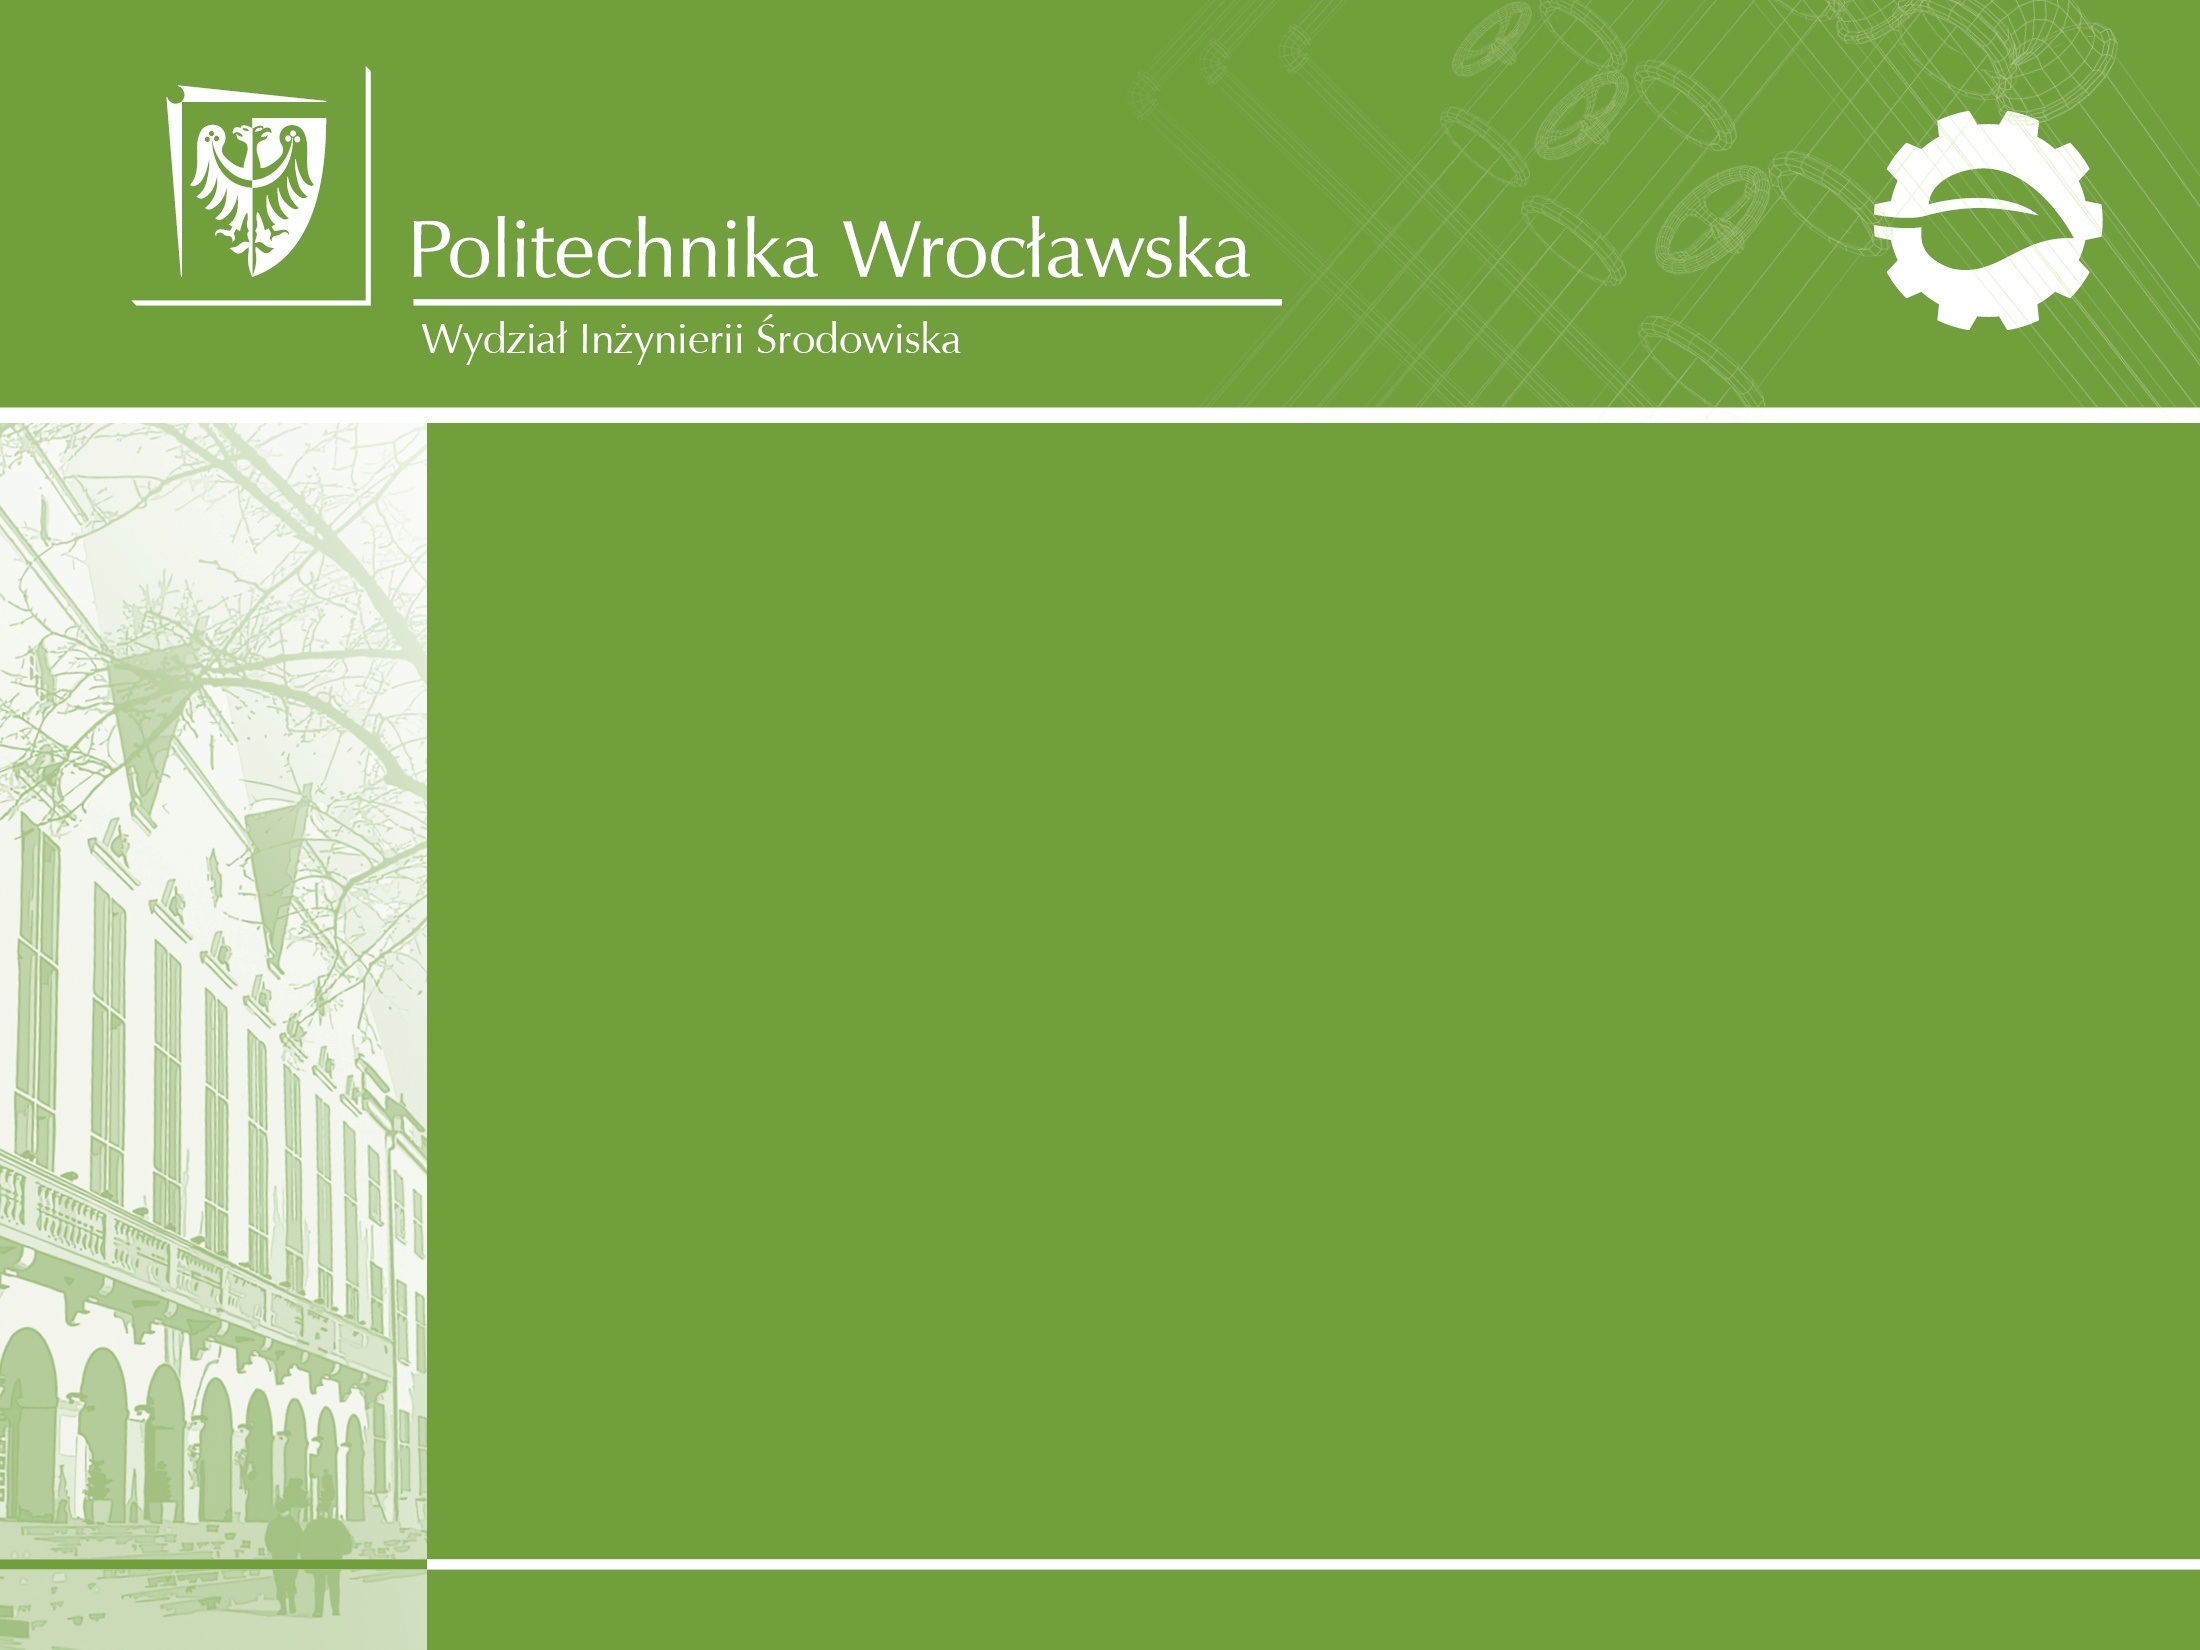 Politechnika Wrocławska
Wydział Inżynierii Środowiska